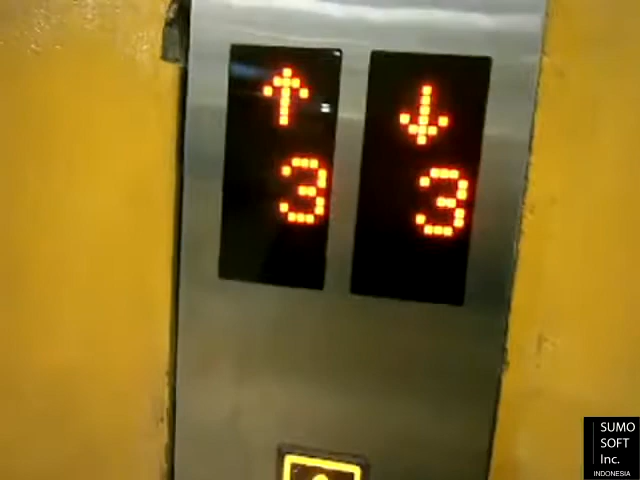 ↑ ↓
3 3
SUMO
SOFT
Inc.
INDONESIA